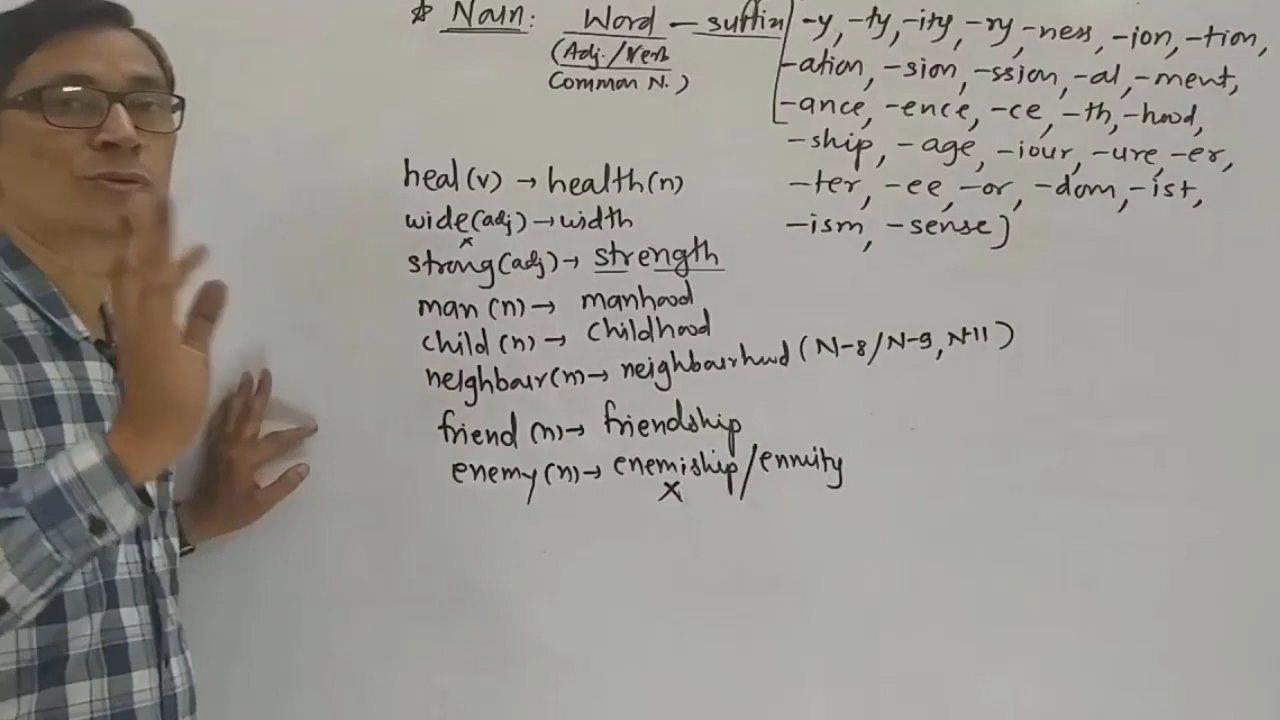 * Noun: Word - suffix [-y, -ty, -ity, -ry, -ness, -ion, -tion,
(Adj./Verb
Common N.)
-ation, -sion, -ssion, -al, -ment,
-ance, -ence, -ce, -th, -hood,
-ship, -age, -iour, -ure, -er,
-ter, -ee, -or, -dom, -ist,
-ism, -sense]
heal (v) → health (n)
wide (adj) → width
x
strong (adj) → strength
man (n) → manhood
child (n) → childhood
neighbour (n) → neighbourhood (N-8/N-9, N-11)
friend (n) → friendship
enemy (n) → enemiship/enmity
x